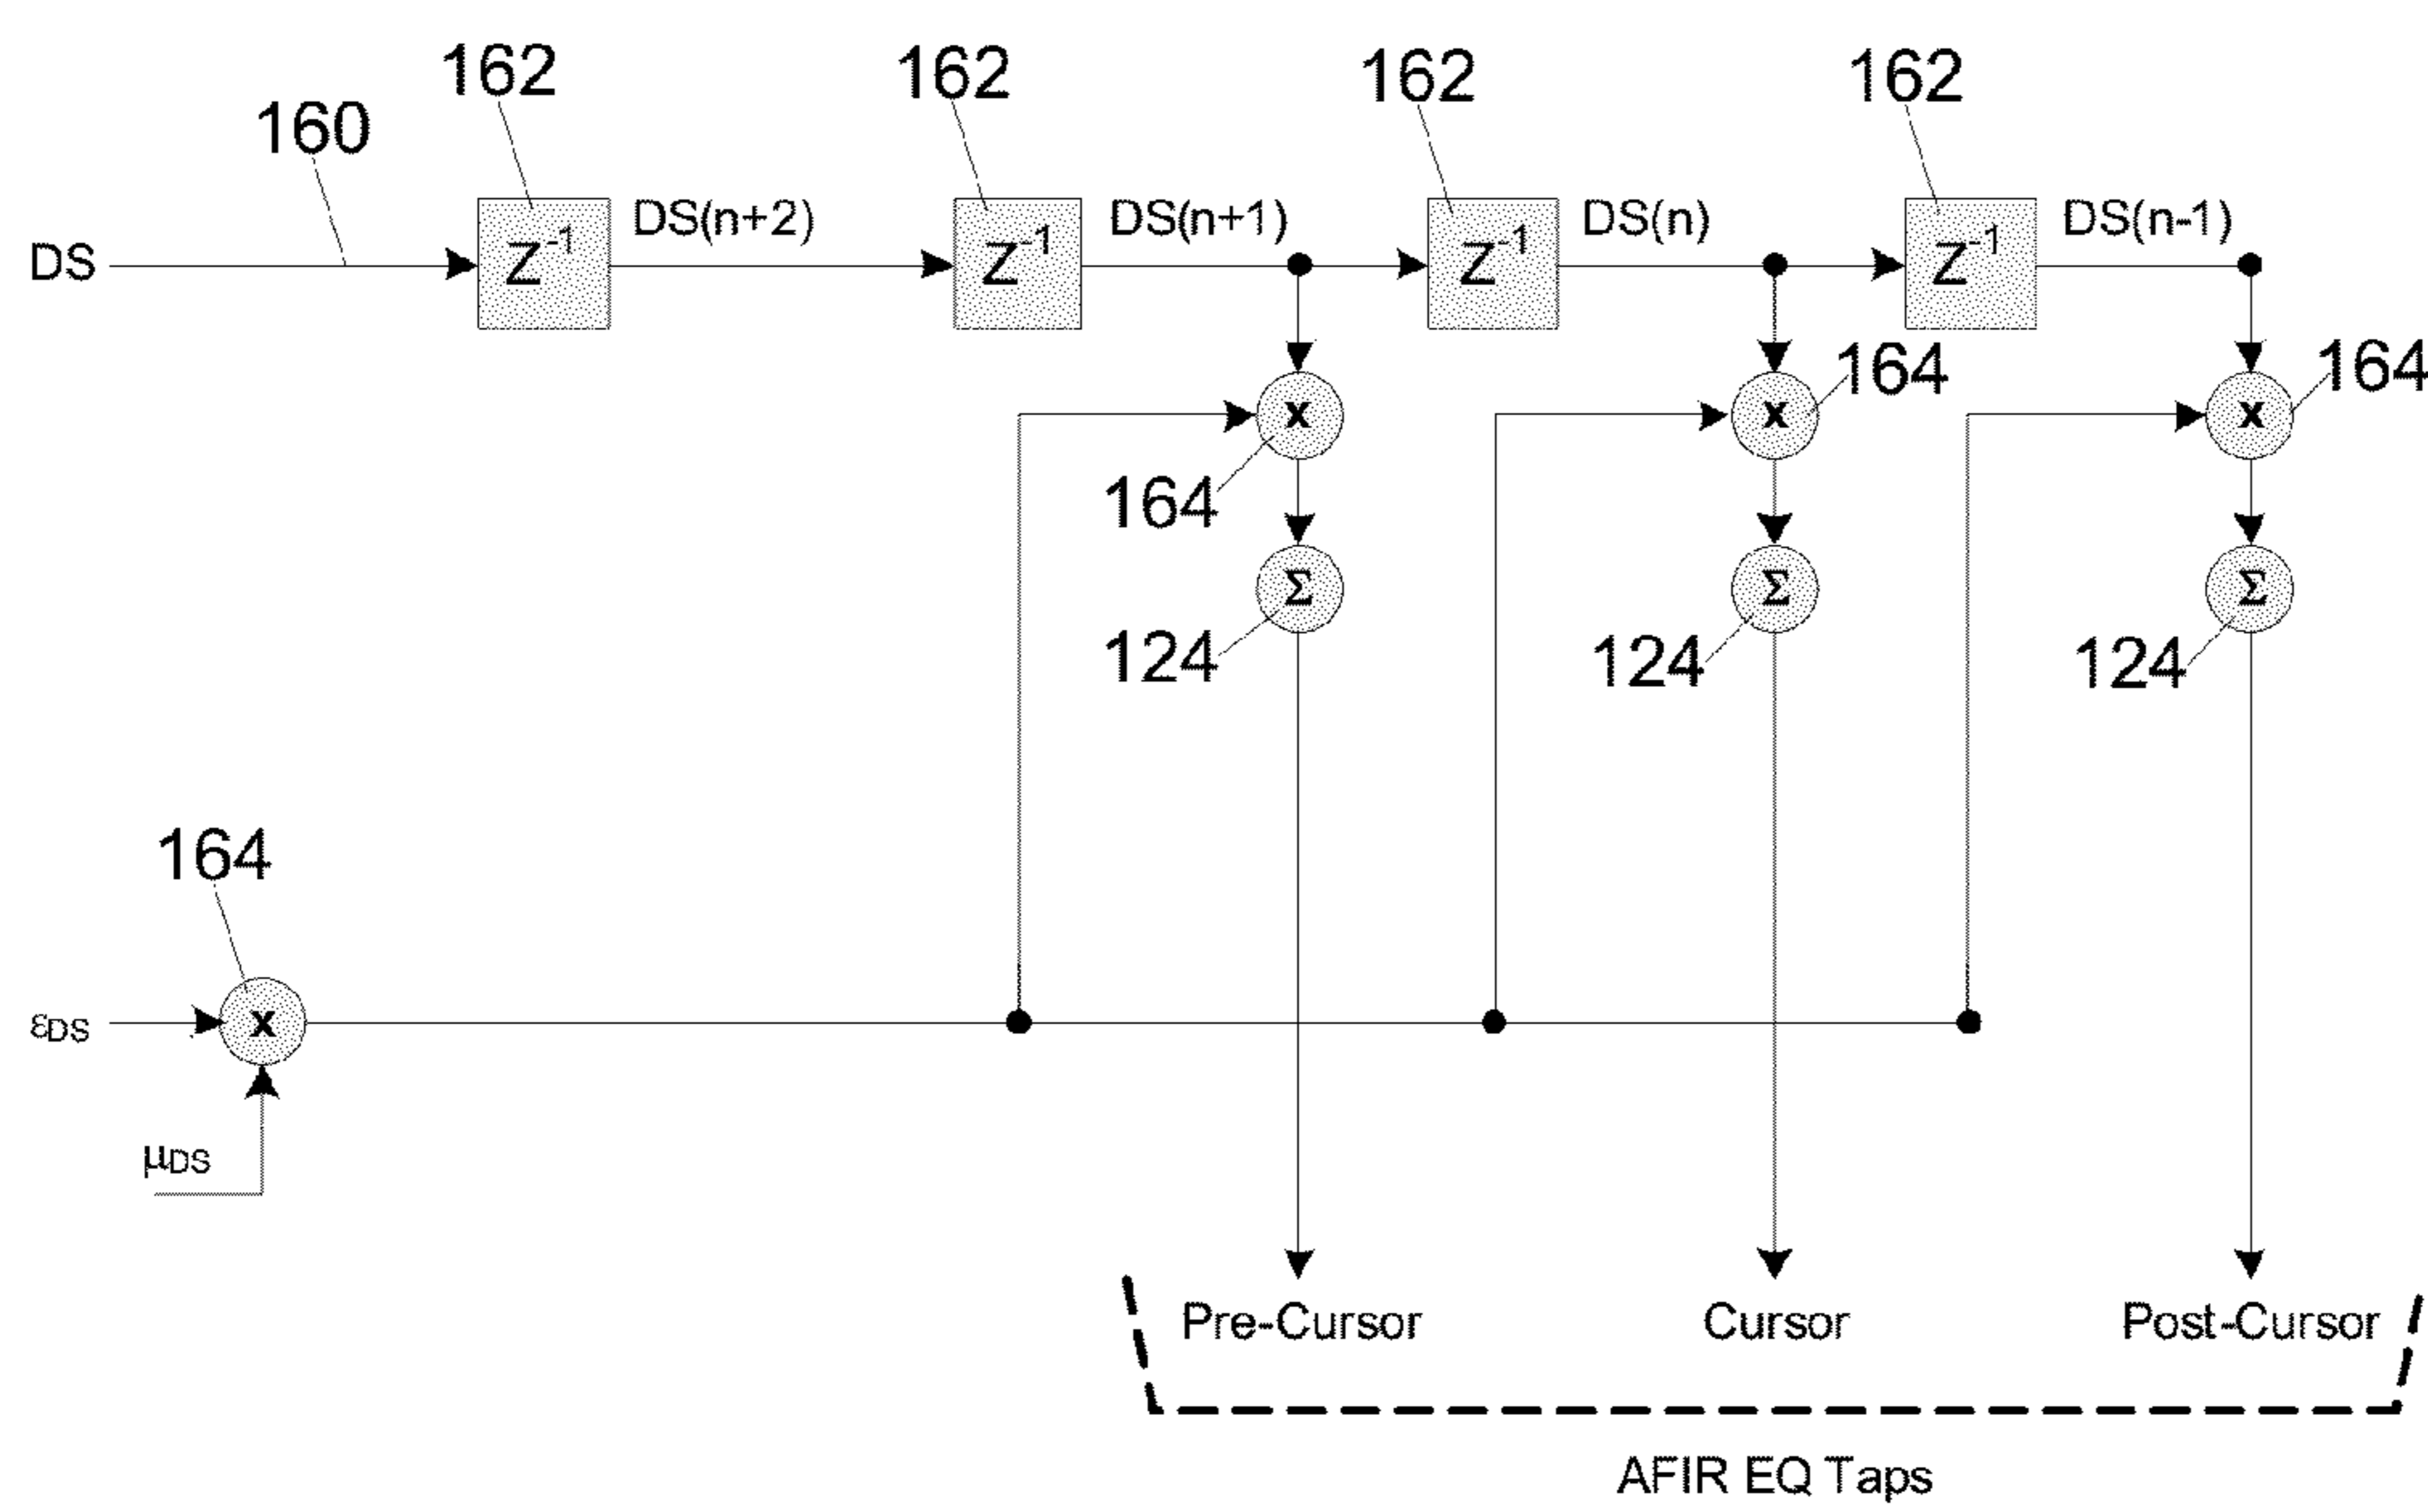 162 162 162 162
160
DS(n+2) DS(n+1) DS(n) DS(n-1)
DS Z-1 Z-1 Z-1 Z-1
164 164
x x x
164
Σ Σ Σ
124 124 124
164
εDS x
μDS
Pre-Cursor Cursor Post-Cursor
AFIR EQ Taps